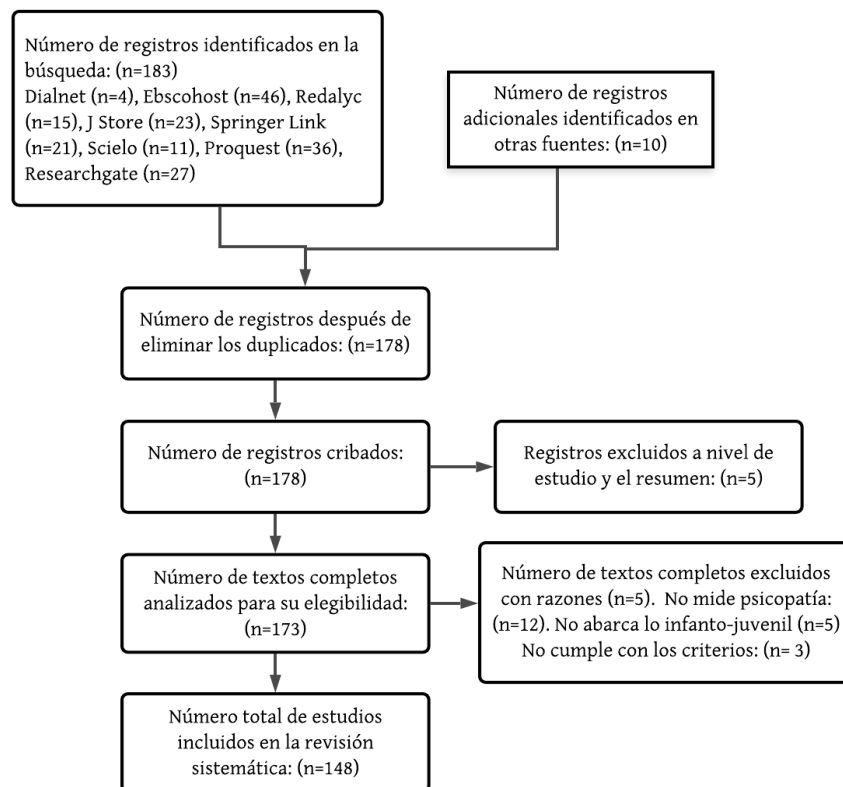 Número de registros identificados en la
búsqueda: (n=183)
Dialnet (n=4), Ebscohost (n=46), Redalyc
(n=15), J Store (n=23), Springer Link
(n=21), Scielo (n=11), Proquest (n=36),
Researchgate (n=27)
Número de registros
adicionales identificados en
otras fuentes: (n=10)
Número de registros después de
eliminar los duplicados: (n=178)
Número de registros cribados:
(n=178)
Registros excluidos a nivel de
estudio y el resumen: (n=5)
Número de textos completos
analizados para su elegibilidad:
(n=173)
Número de textos completos excluidos
con razones (n=5). No mide psicopatía:
(n=12). No abarca lo infanto-juvenil (n=5)
No cumple con los criterios: (n= 3)
Número total de estudios
incluidos en la revisión
sistemática: (n=148)